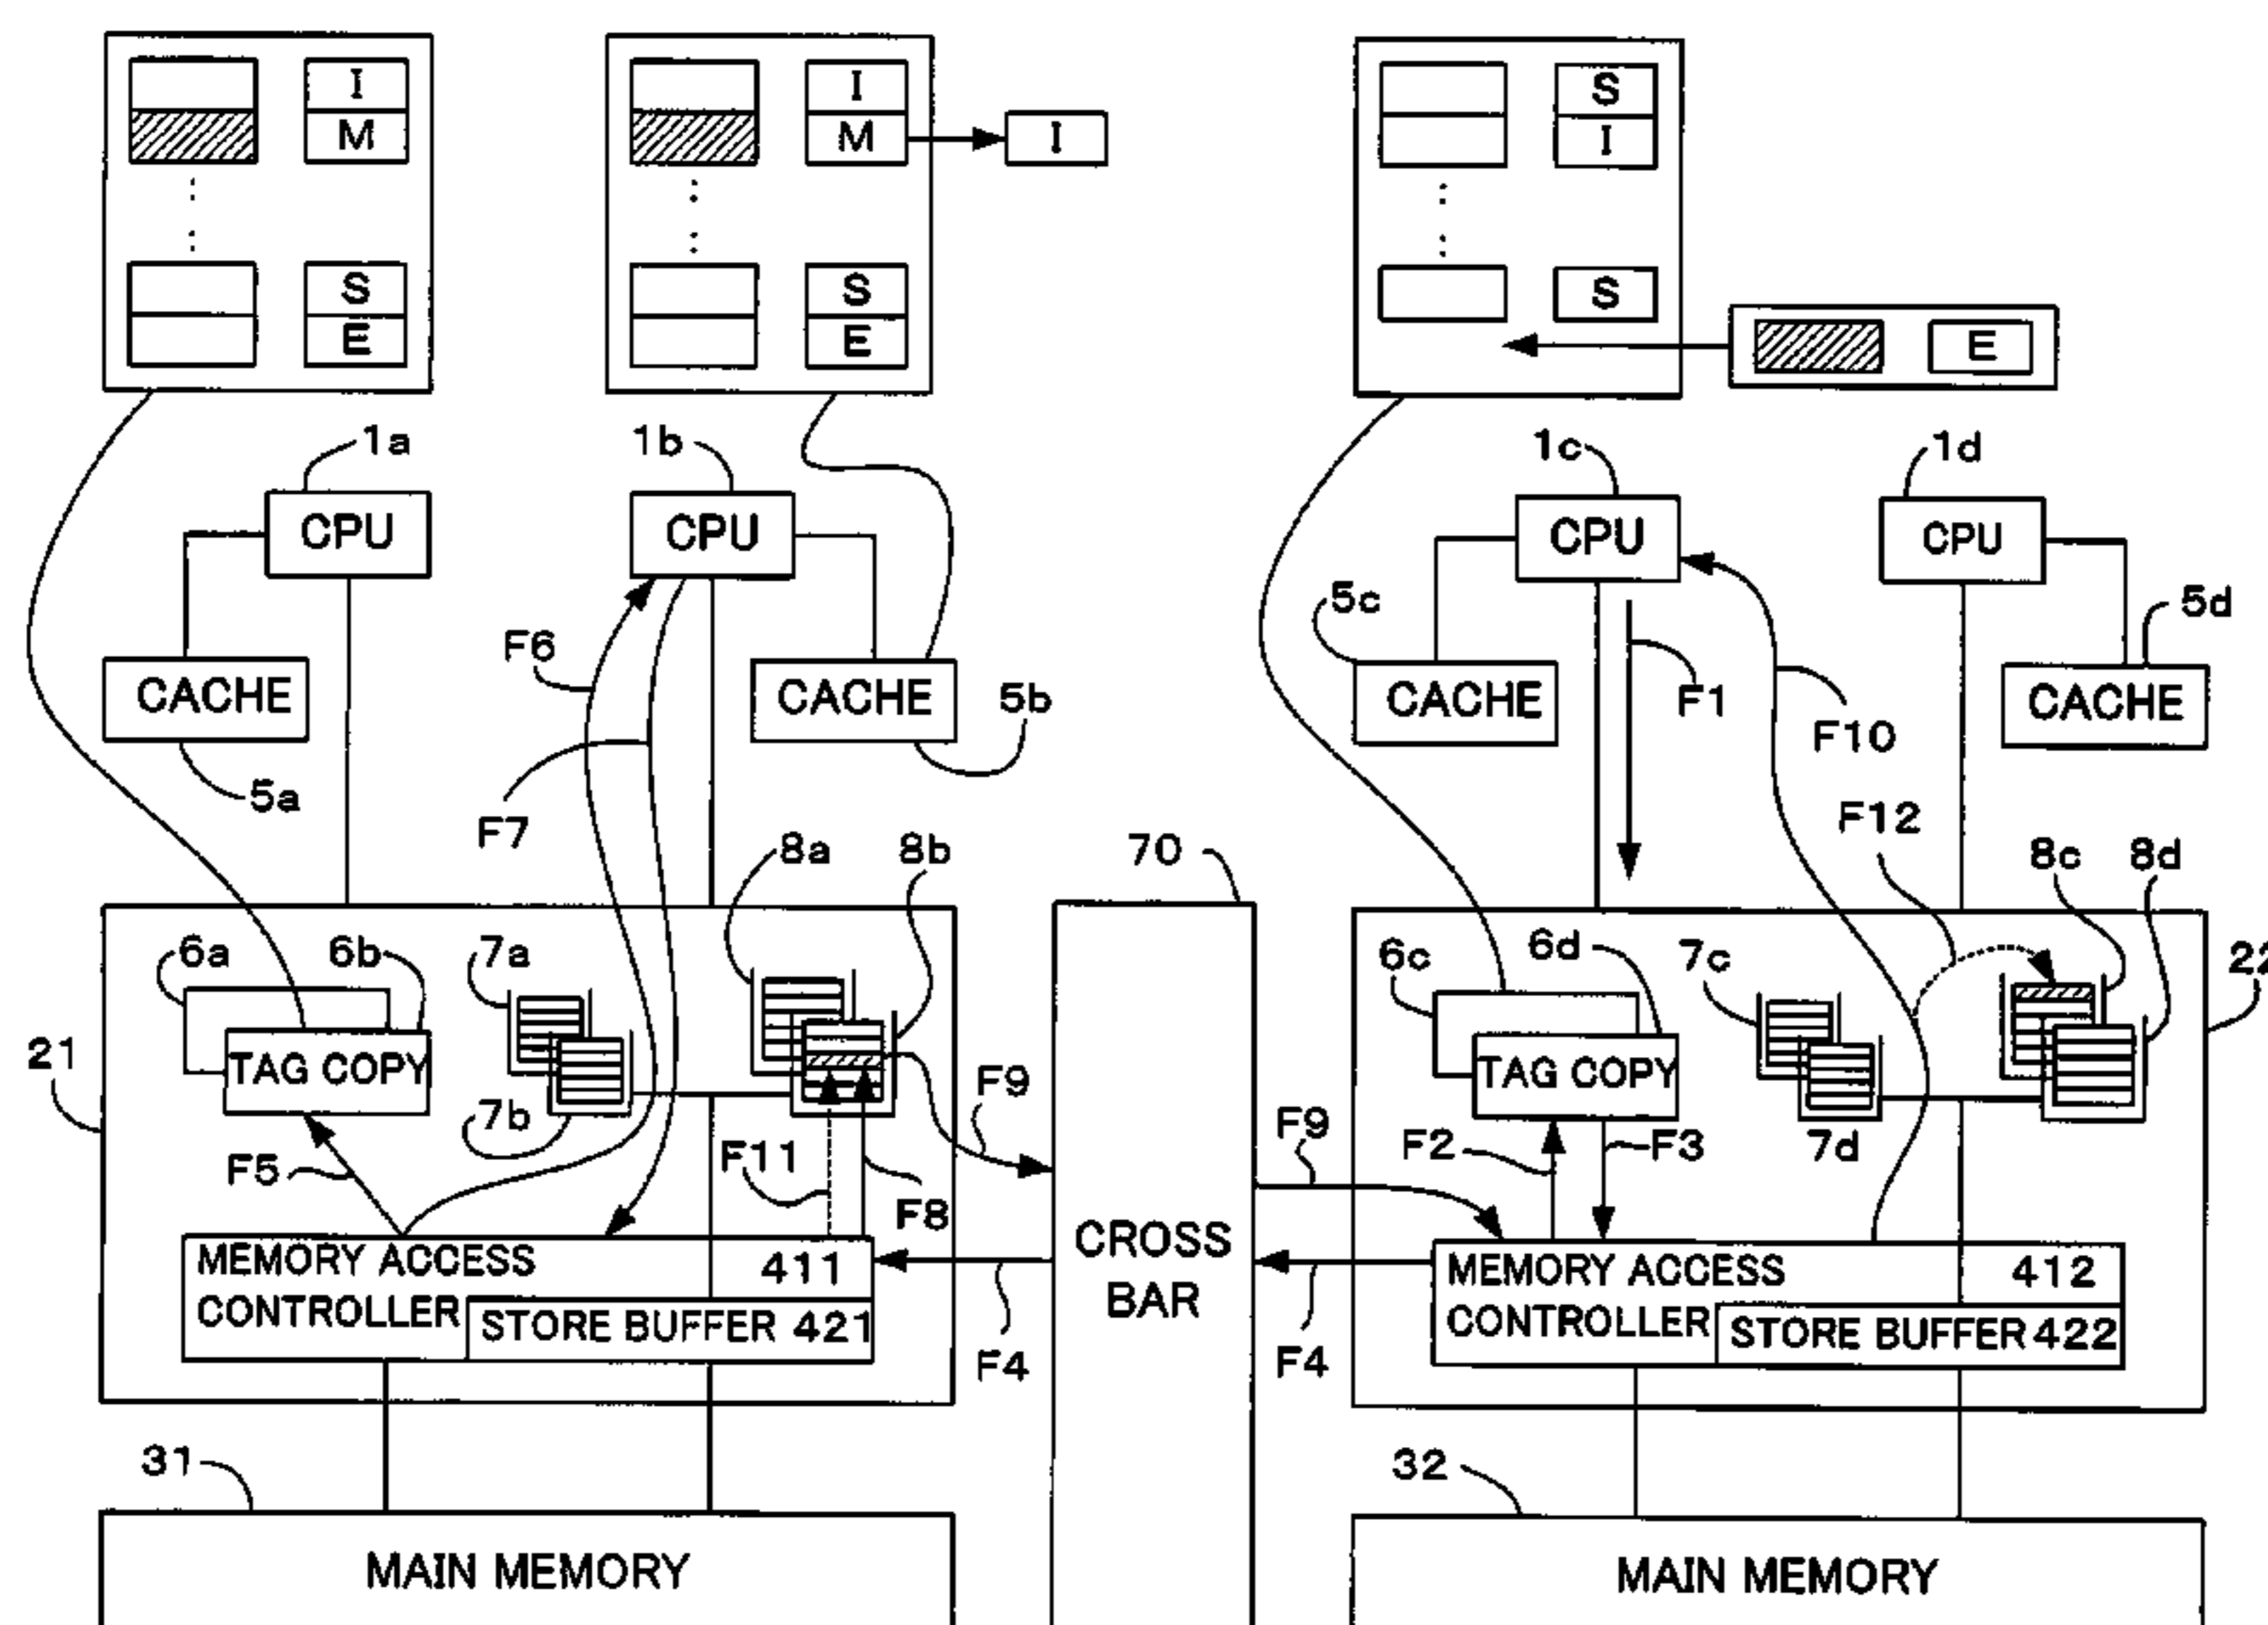 I
M
S
E
I
M
I
S
E
S
I
S
E
1a
1b
1c
1d
CPU
CPU
CPU
CPU
5c
5d
F6
CACHE
CACHE
5b
CACHE
F1
CACHE
F10
5a
F7
F12
8a
8b
70
8c
8d
6a
6b
7a
6c
6d
7c
22
21
TAG COPY
F9
TAG COPY
7b
F9
F5
F11
F2
F3
7d
F8
CROSS
BAR
MEMORY ACCESS
CONTROLLER
411
STORE BUFFER 421
MEMORY ACCESS
CONTROLLER
412
STORE BUFFER 422
F4
F4
31
32
MAIN MEMORY
MAIN MEMORY